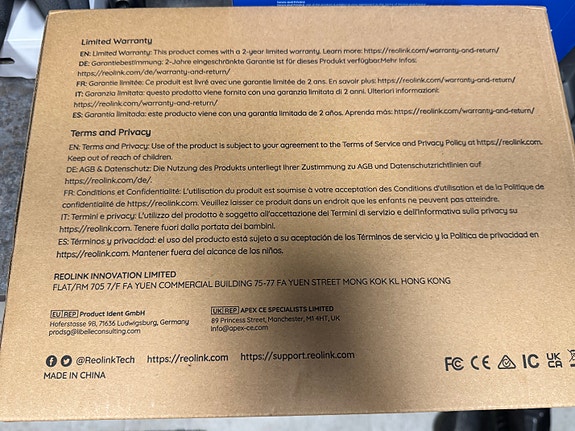 Limited Warranty
EN: Limited Warranty: This product comes with a 2-year limited warranty. Learn more: https://reolink.com/warranty-and-return/
DE: Garantiebestimmung: 2-Jahre eingeschränkte Garantie ist für dieses Produkt verfügbar.Mehr Infos:
https://reolink.com/de/warranty-and-return/
FR: Garantie limitée: Ce produit est livré avec une garantie limitée de 2 ans. En savoir plus: https://reolink.com/warranty-and-return/
IT: Garanzia limitata: questo prodotto viene fornito con una garanzia limitata di 2 anni. Ulteriori informazioni:
https://reolink.com/warranty-and-return/
ES: Garantía limitada: este producto viene con una garantía limitada de 2 años. Aprenda más: https://reolink.com/warranty-and-return/
Terms and Privacy
EN: Terms and Privacy: Use of the product is subject to your agreement to the Terms of Service and Privacy Policy at https://reolink.com.
Keep out of reach of children.
DE: AGB & Datenschutz: Die Nutzung des Produkts unterliegt Ihrer Zustimmung zu AGB und Datenschutzrichtlinien auf
https://reolink.com/de/.
FR: Conditions et Confidentialité: L'utilisation du produit est soumise à votre acceptation des Conditions d'utilisation et de la Politique de
confidentialité de https://reolink.com. Veuillez laisser ce produit dans un endroit que les enfants ne peuvent pas atteindre.
IT: Termini e privacy: L'utilizzo del prodotto è soggetto all'accettazione dei Termini di servizio e dell'Informativa sulla privacy su
https://reolink.com. Tenere fuori dalla portata dei bambini.
ES: Términos y privacidad: el uso del producto está sujeto a su aceptación de los Términos de servicio y la Política de privacidad en
https://reolink.com. Mantener fuera del alcance de los niños.
REOLINK INNOVATION LIMITED
FLAT/RM 705 7/F FA YUEN COMMERCIAL BUILDING 75-77 FA YUEN STREET MONG KOK KL HONG KONG
EU REP Product Ident GmbH
Hoferstasse 9B, 71636 Ludwigsburg, Germany
prodsg@libelleconsulting.com
UK REP APEX CE SPECIALISTS LIMITED
89 Princess Street, Manchester, M1 4HT, UK
Info@apex-ce.com
@ReolinkTech https://reolink.com https://support.reolink.com
MADE IN CHINA
FC CE IC UK CA